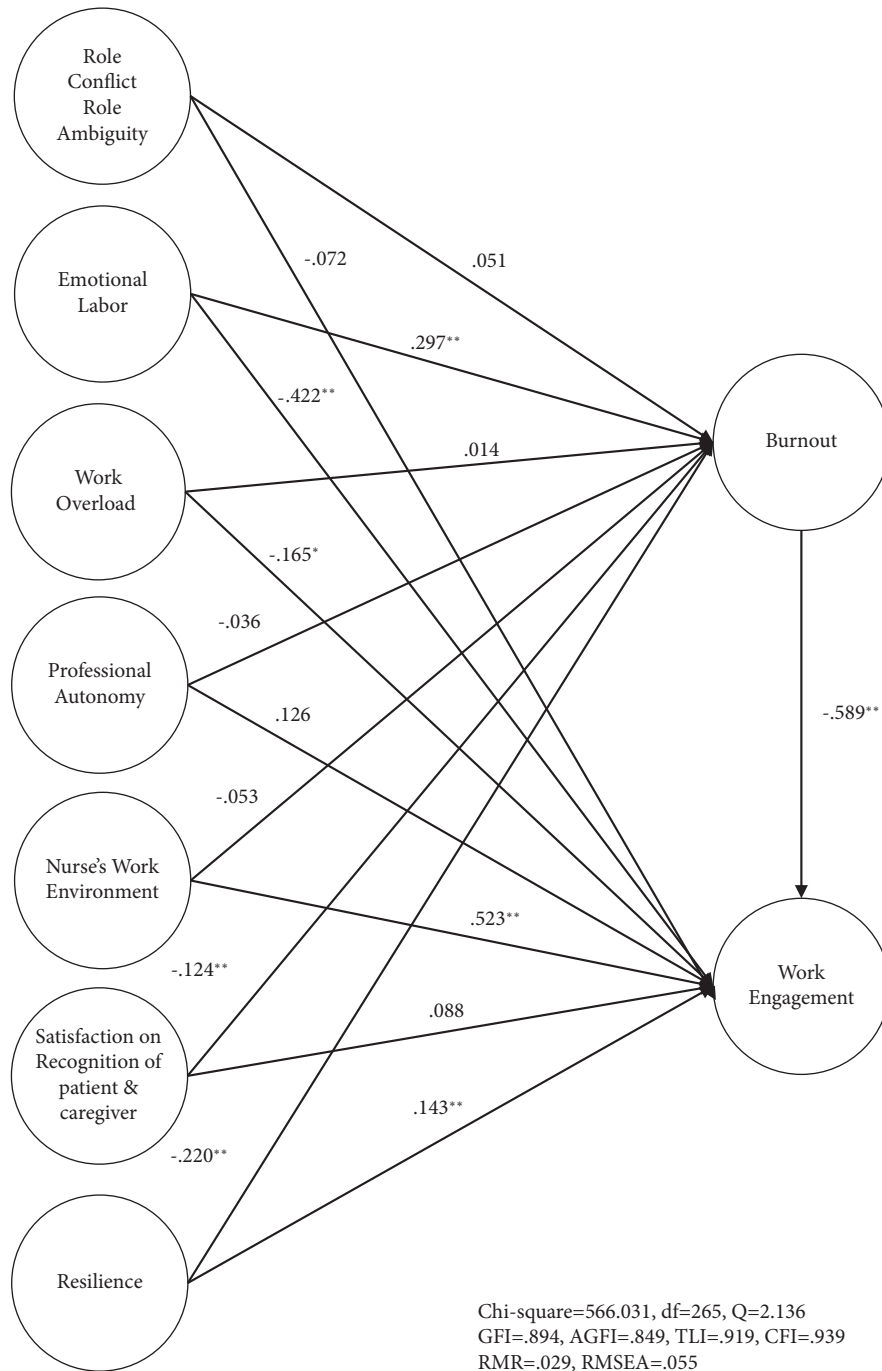 Role
Conflict
Role
Ambiguity
-.072
.051
Emotional
Labor
.297**
-.422**
Burnout
Work
Overload
.014
-.165*
-.036
Professional
Autonomy
.126
-.589**
-.053
Nurse's Work
Environment
.523**
-.124**
Work
Engagement
.088
Satisfaction on
Recognition of
patient &
caregiver
.143**
-.220**
Resilience
Chi-square=566.031, df=265, Q=2.136
GFI=.894, AGFI=.849, TLI=.919, CFI=.939
RMR=.029, RMSEA=.055